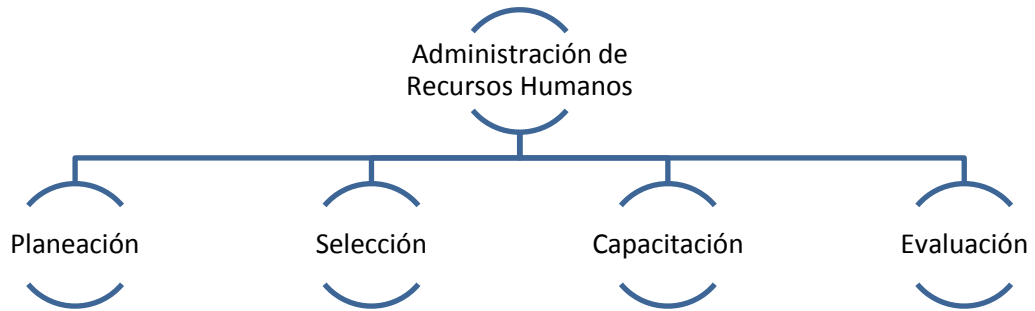 Administración de
Recursos Humanos
Planeación
Selección
Capacitación
Evaluación